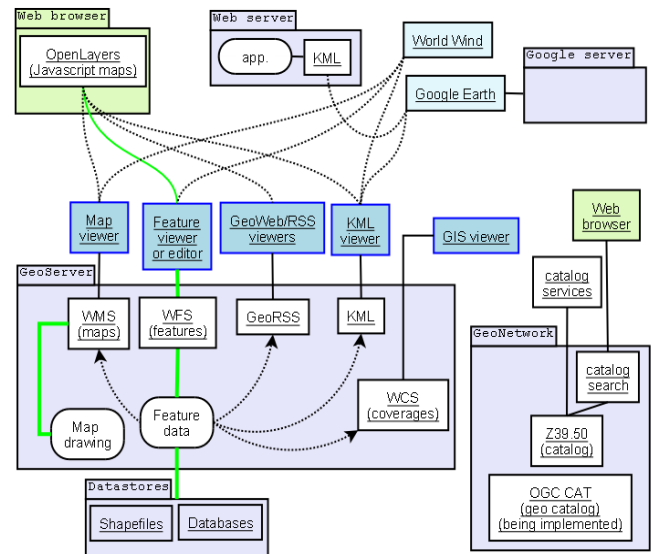 Web browser
OpenLayers
(Javascript maps)
Web server
app.
KML
World Wind
Google Earth
Google server
Map
viewer
Feature
viewer
or editor
GeoWeb/RSS
viewers
KML
viewer
GIS viewer
Web
browser
GeoServer
WMS
(maps)
WFS
(features)
GeoRSS
KML
catalog
services
GeoNetwork
catalog
search
WCS
(coverages)
Map
drawing
Feature
data
Z39.50
(catalog)
OGC CAT
(geo catalog)
(being implemented)
Datastores
Shapefiles
Databases